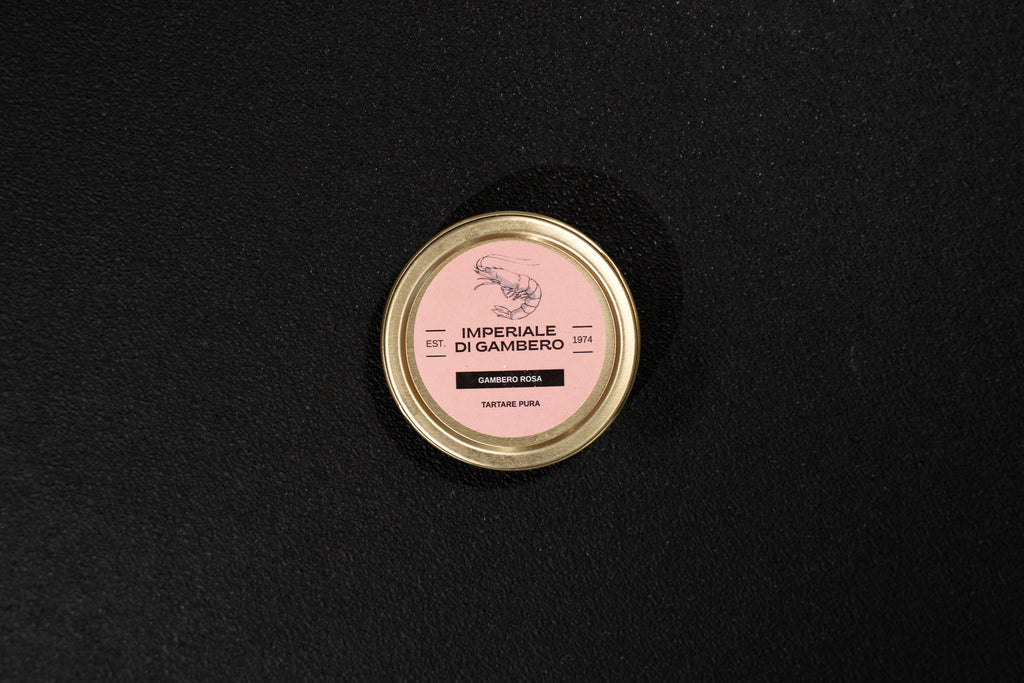 IMPERIALE
EST. DI GAMBERO 1974
GAMBERO ROSA
TARTARE PURA